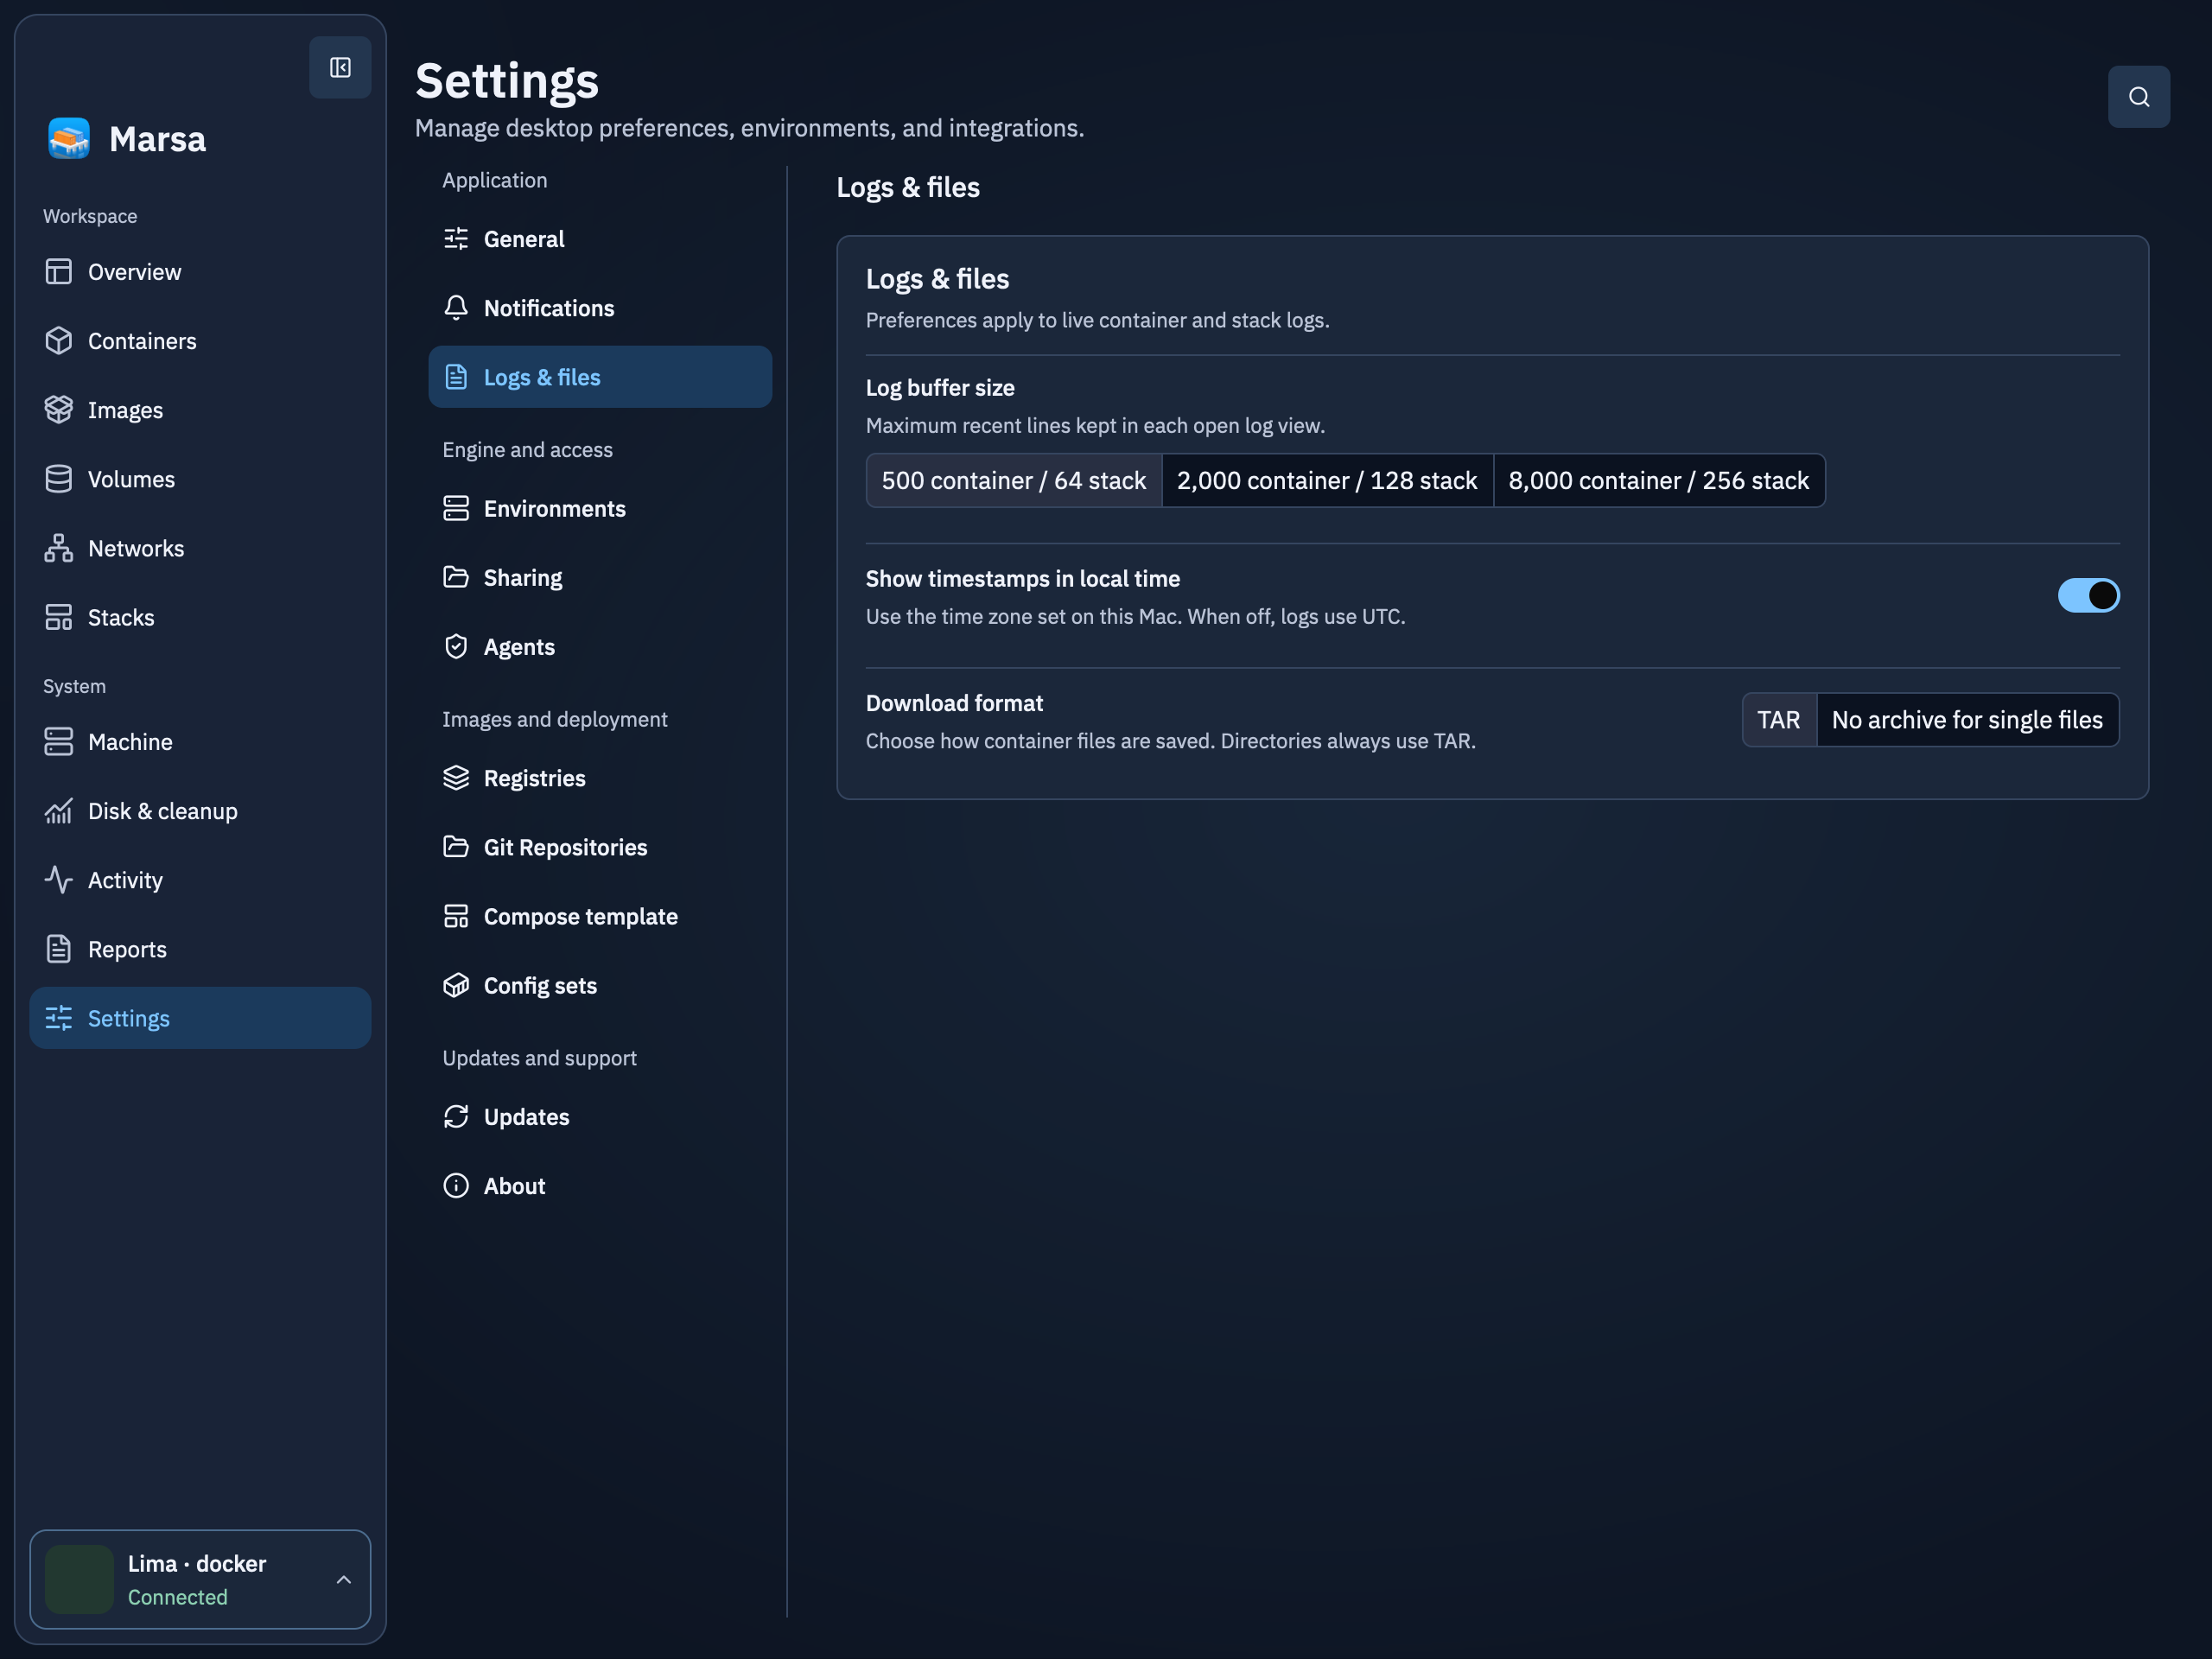 Marsa
Workspace
Overview
Containers
Images
Volumes
Networks
Stacks
System
Machine
Disk & cleanup
Activity
Reports
Settings
Lima · docker
Connected
Settings
Manage desktop preferences, environments, and integrations.
Application
General
Notifications
Logs & files
Engine and access
Environments
Sharing
Agents
Images and deployment
Registries
Git Repositories
Compose template
Config sets
Updates and support
Updates
About
Logs & files
Logs & files
Preferences apply to live container and stack logs.
Log buffer size
Maximum recent lines kept in each open log view.
500 container / 64 stack 2,000 container / 128 stack 8,000 container / 256 stack
Show timestamps in local time
Use the time zone set on this Mac. When off, logs use UTC.
Download format
Choose how container files are saved. Directories always use TAR.
TAR No archive for single files